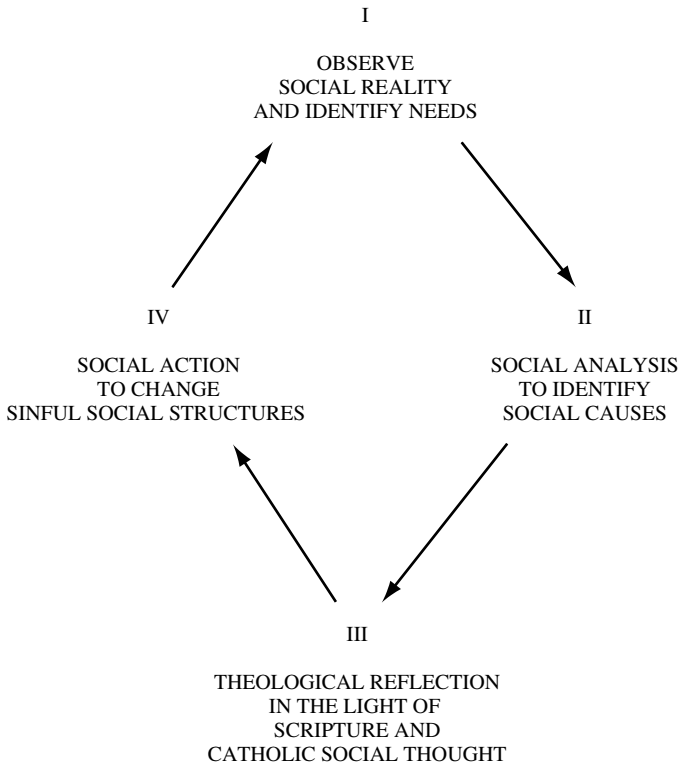 I
OBSERVE
SOCIAL REALITY
AND IDENTIFY NEEDS
II
SOCIAL ANALYSIS
TO IDENTIFY
SOCIAL CAUSES
III
THEOLOGICAL REFLECTION
IN THE LIGHT OF
SCRIPTURE AND
CATHOLIC SOCIAL THOUGHT
IV
SOCIAL ACTION
TO CHANGE
SINFUL SOCIAL STRUCTURES